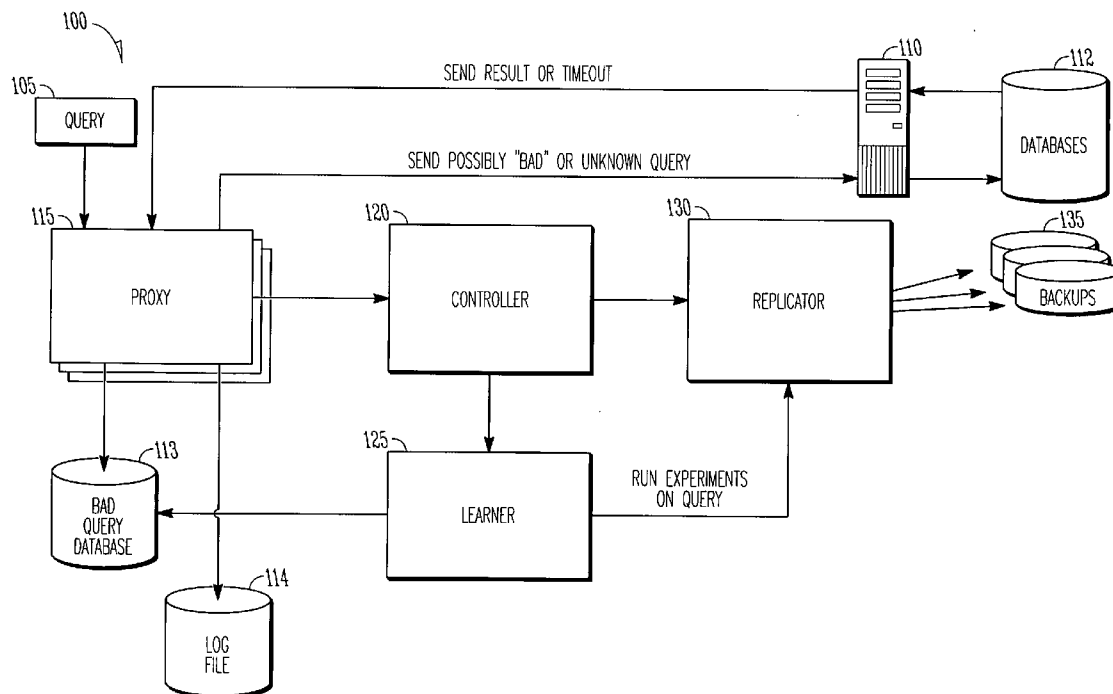 100
105
QUERY
SEND RESULT OR TIMEOUT
110
112
DATABASES
SEND POSSIBLY "BAD" OR UNKNOWN QUERY
115
PROXY
120
CONTROLLER
130
REPLICATOR
135
BACKUPS
113
BAD
QUERY
DATABASE
125
LEARNER
RUN EXPERIMENTS
ON QUERY
114
LOG
FILE